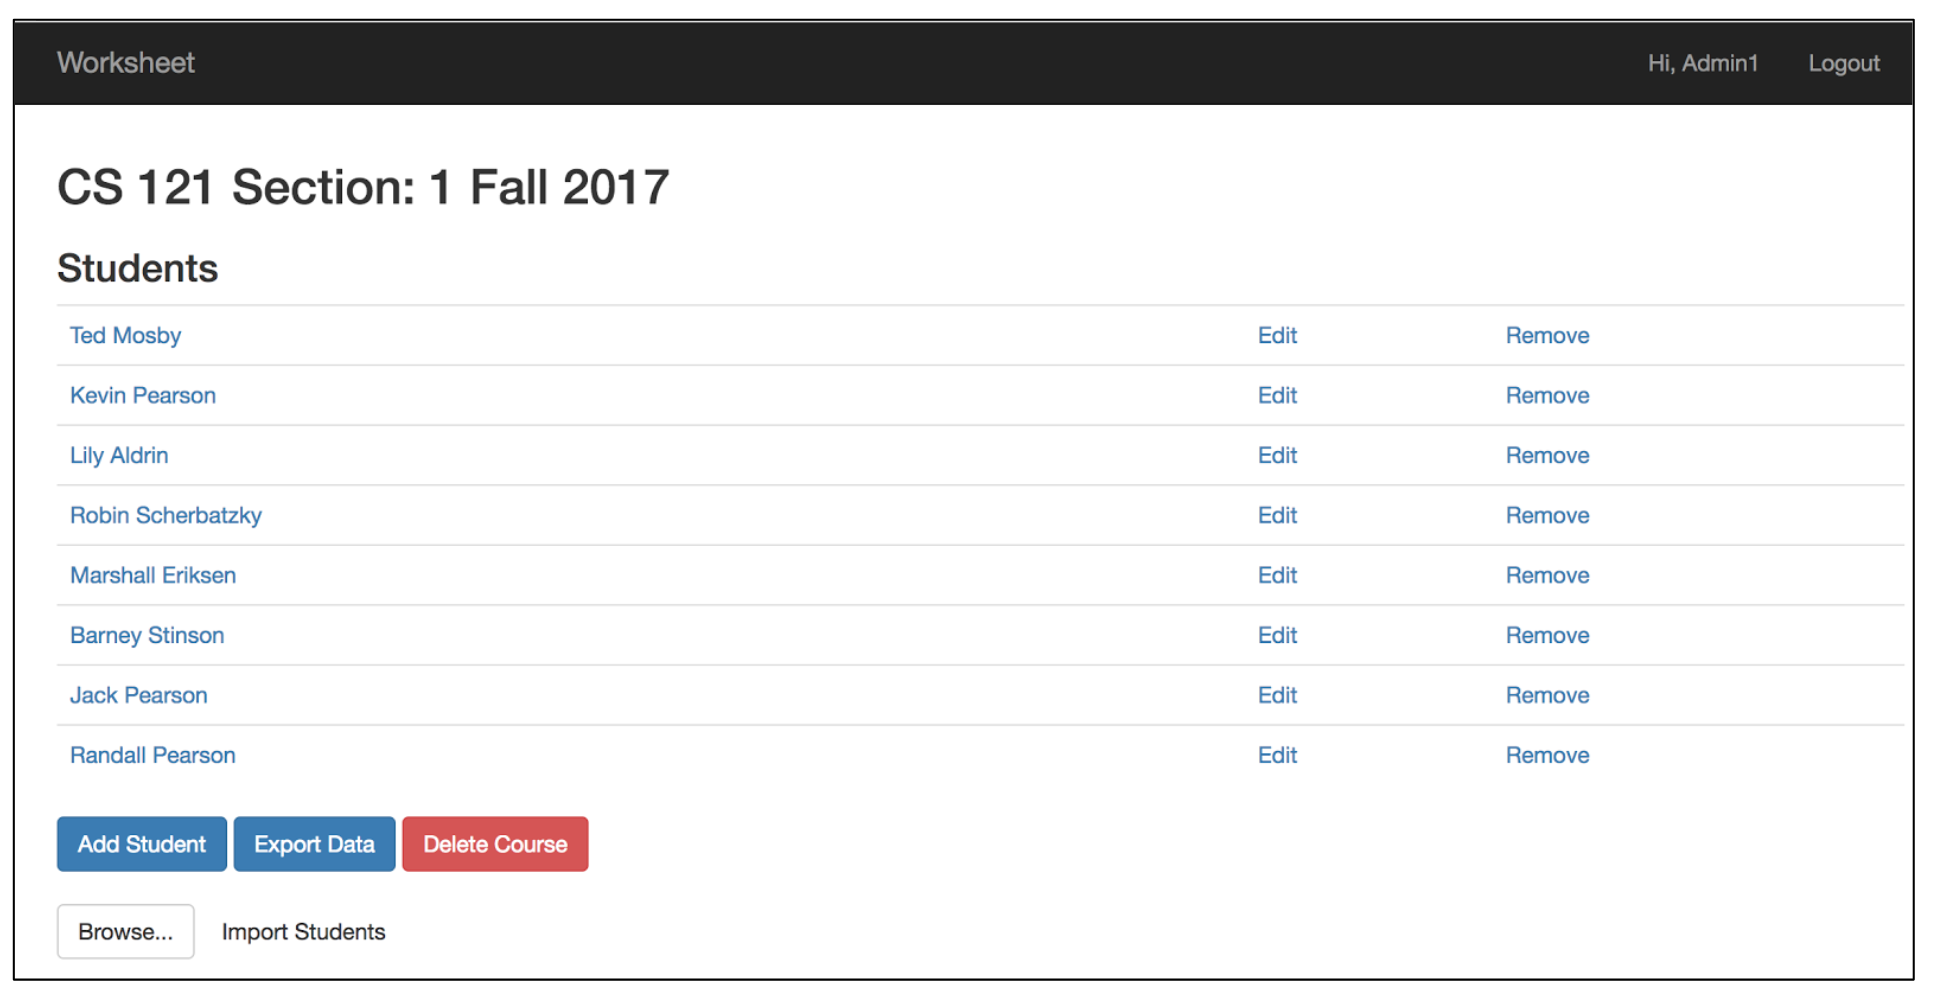 Worksheet Hi, Admin1 Logout
CS 121 Section: 1 Fall 2017
Students
Ted Mosby Edit Remove
Kevin Pearson Edit Remove
Lily Aldrin Edit Remove
Robin Scherbatzky Edit Remove
Marshall Eriksen Edit Remove
Barney Stinson Edit Remove
Jack Pearson Edit Remove
Randall Pearson Edit Remove
Add Student Export Data Delete Course
Browse... Import Students